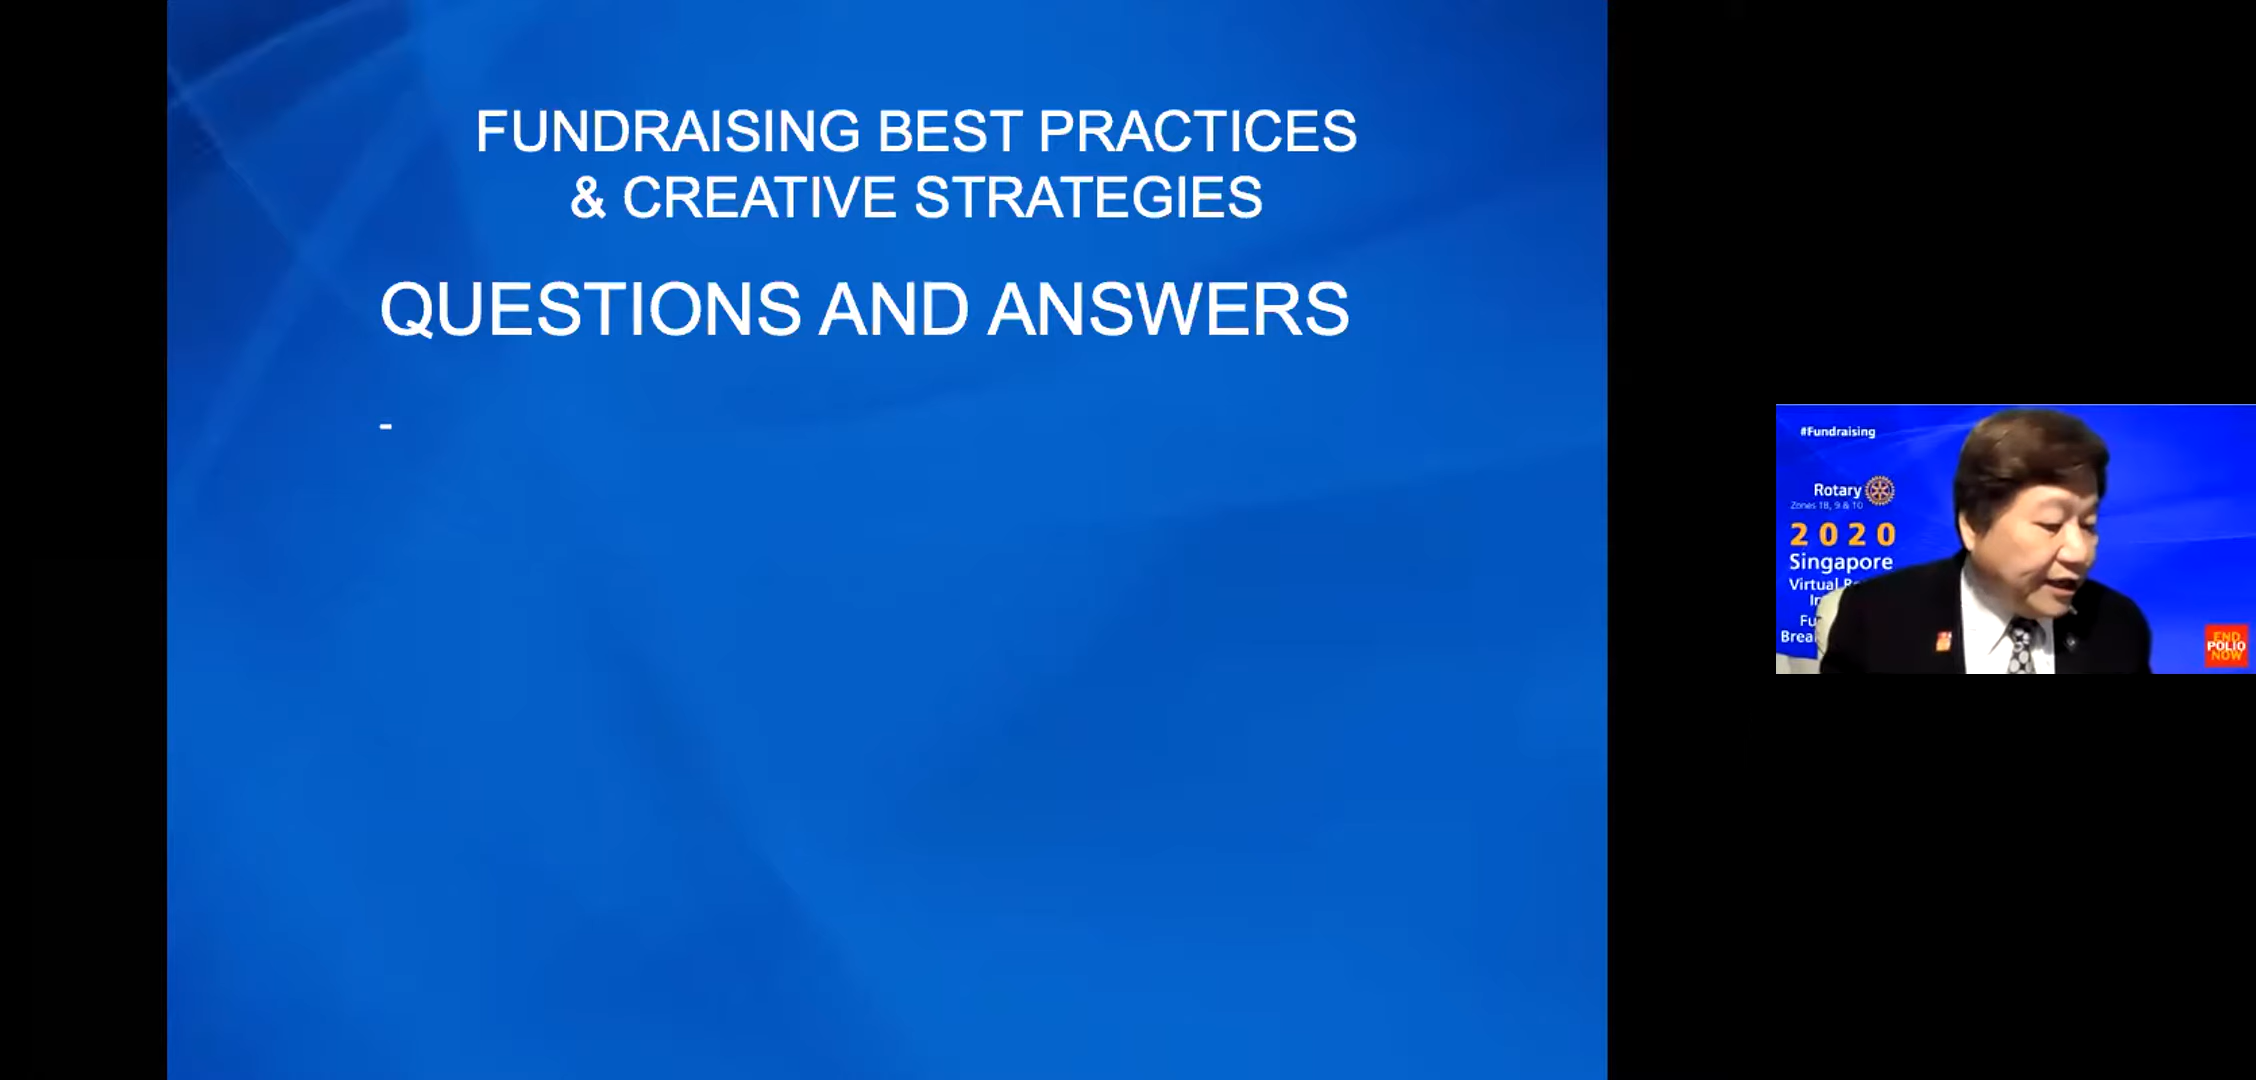 FUNDRAISING BEST PRACTICES
& CREATIVE STRATEGIES
QUESTIONS AND ANSWERS
-
#Fundraising
Rotary
Zones 1B, 9 & 10
2020
Singapore
Virtual
END
POLIO
NOW